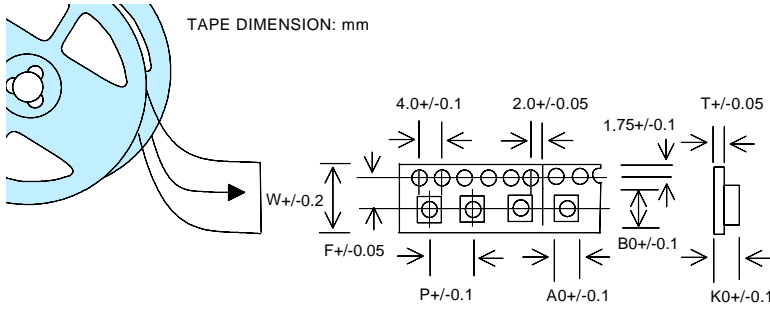 TAPE DIMENSION: mm
4.0+/-0.1
2.0+/-0.05
T+/-0.05
1.75+/-0.1
W+/-0.2
F+/-0.05
B0+/-0.1
P+/-0.1
A0+/-0.1
K0+/-0.1